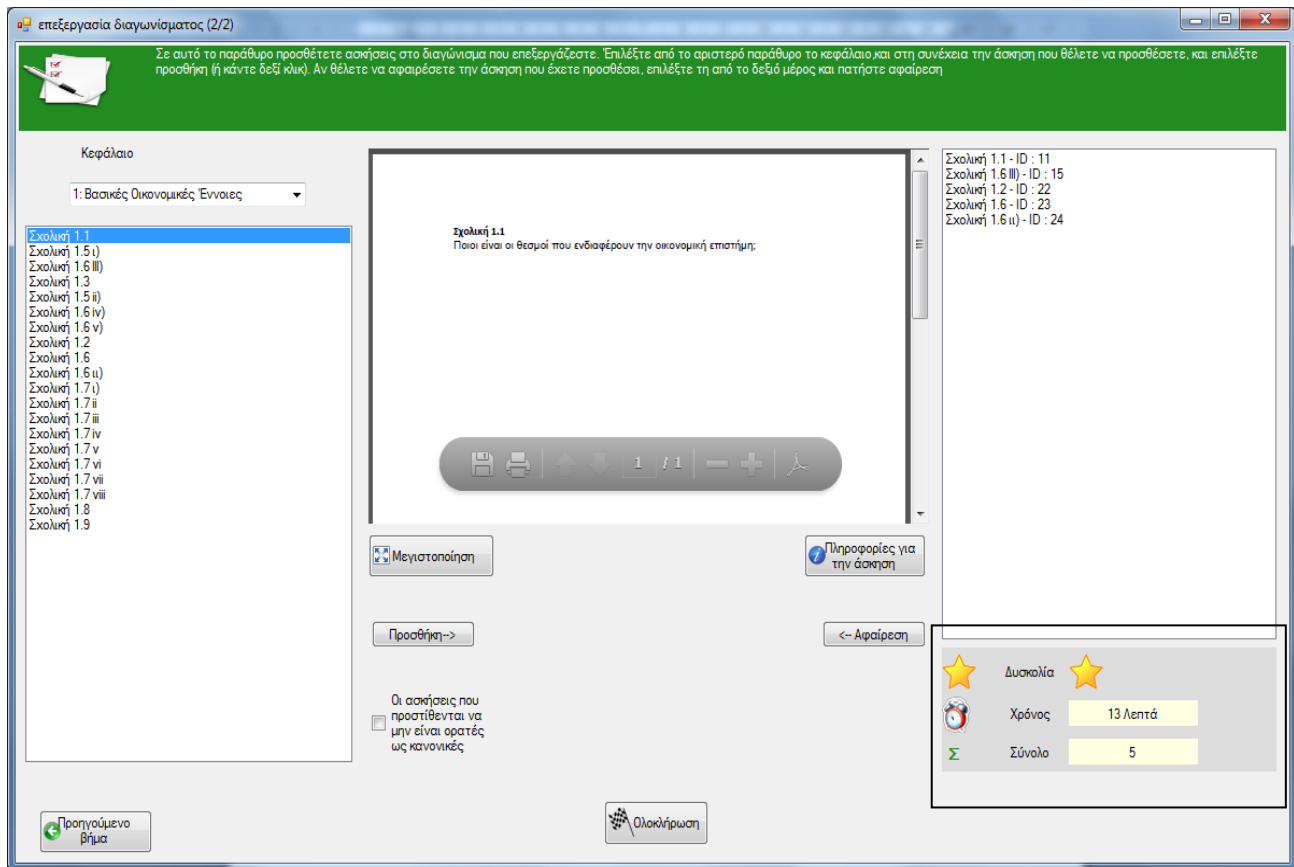 επεξεργασία διαγωνίσματος (2/2)
Σε αυτό το παράθυρο προσθέτετε ασκήσεις στο διαγώνισμα που επεξεργάζεστε. Έπιλέξτε από το αριστερό παράθυρο το κεφάλαιο,και στη συνέχεια την άσκηση που θέλετε να προσθέσετε, και επιλέξτε
προσθήκη (ή κάντε δεξί κλικ). Αν θέλετε να αφαιρέσετε την άσκηση που έχετε προσθέσει, επιλέξτε τη από το δεξιό μέρος και πατήστε αφαίρεση
Κεφάλαιο
1: Βασικές Οικονομικές Έννοιες
Σχολική 1.1
Σχολική 1.5 ι)
Σχολική 1.6 III)
Σχολική 1.3
Σχολική 1.5 ii)
Σχολική 1.6 iv)
Σχολική 1.6 v)
Σχολική 1.2
Σχολική 1.6
Σχολική 1.6 ιι)
Σχολική 1.7 ι)
Σχολική 1.7 ii
Σχολική 1.7 iii
Σχολική 1.7 iv
Σχολική 1.7 v
Σχολική 1.7 vi
Σχολική 1.7 vii
Σχολική 1.7 viii
Σχολική 1.8
Σχολική 1.9
Σχολική 1.1
Ποιοι είναι οι θεσμοί που ενδιαφέρουν την οικονομική επιστήμη;
1 / 1
Μεγιστοποίηση
Πληροφορίες για
την άσκηση
Προσθήκη-->
<-- Αφαίρεση
Οι ασκήσεις που
προστίθενται να
μην είναι ορατές
ως κανονικές
Σχολική 1.1 - ID : 11
Σχολική 1.6 III) - ID : 15
Σχολική 1.2 - ID : 22
Σχολική 1.6 - ID : 23
Σχολική 1.6 ιι) - ID : 24
Δυσκολία
Χρόνος 13 Λεπτά
Σ Σύνολο 5
Προηγούμενο
βήμα
Ολοκλήρωση